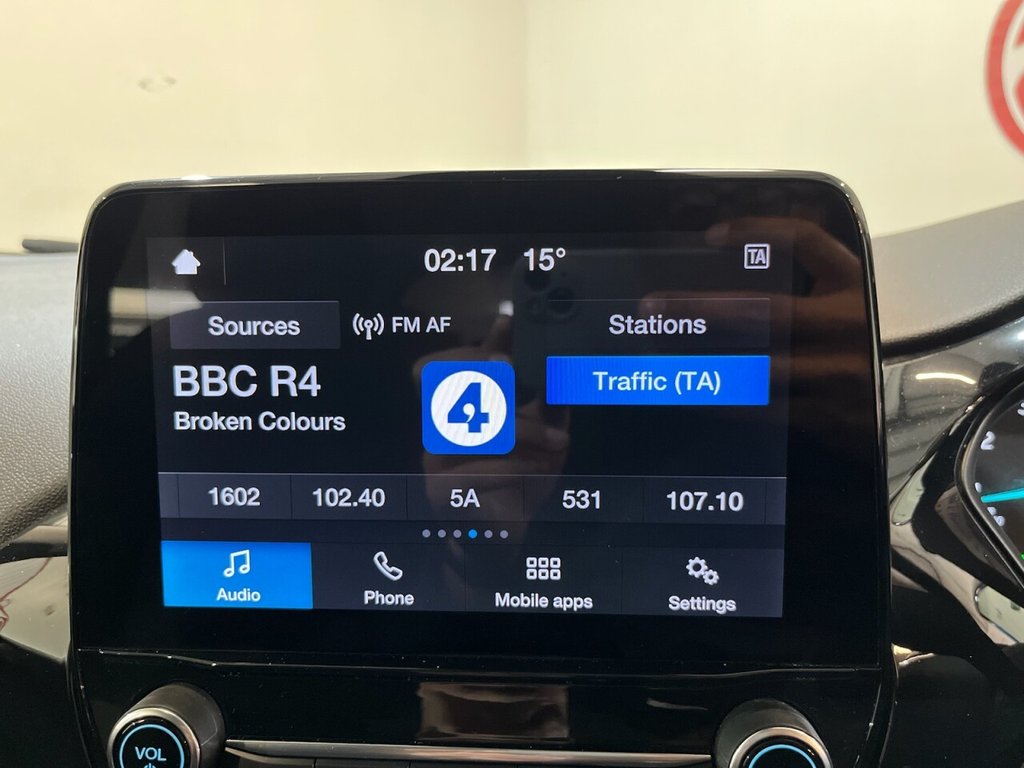 02:17 15° TA
Sources FM AF Stations
BBC R4 4 Traffic (TA)
Broken Colours
1602 102.40 5A 531 107.10
Audio Phone Mobile apps Settings
VOL
2